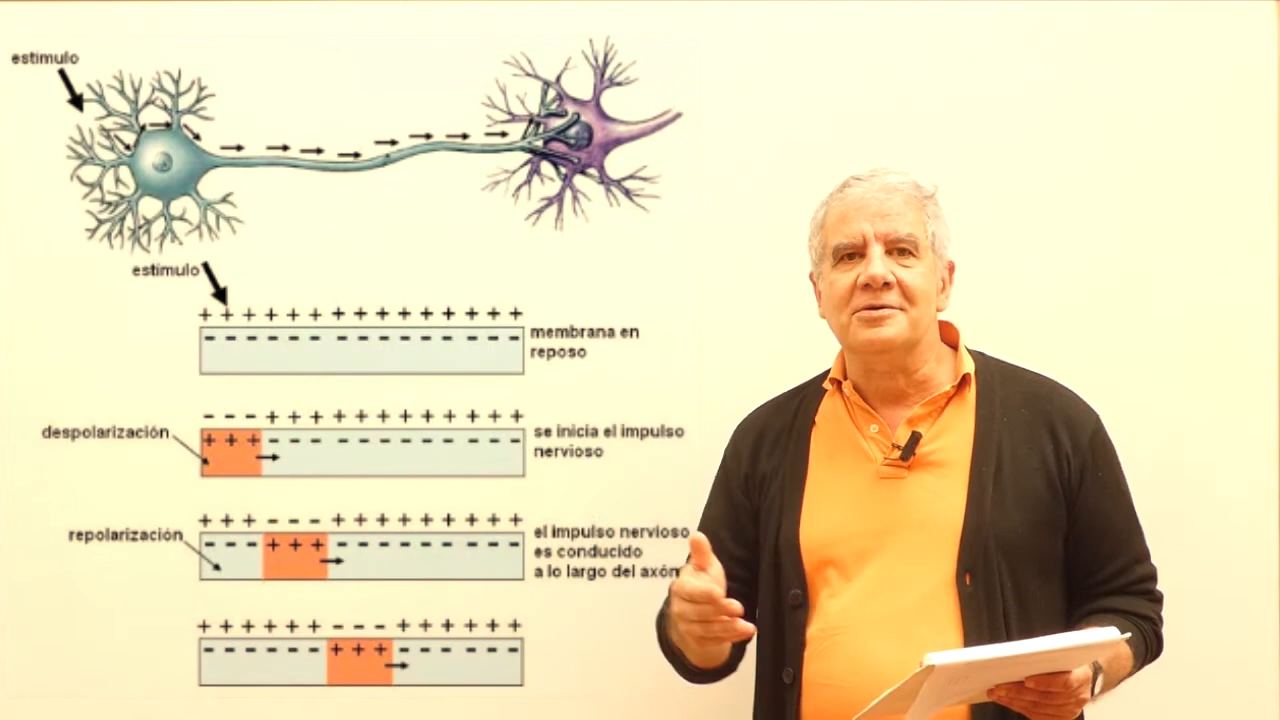 estimulo
estímulo
membrana en
reposo
despolarización
se inicia el impulso
nervioso
repolarización
el impulso nervioso
es conducido
a lo largo del axón